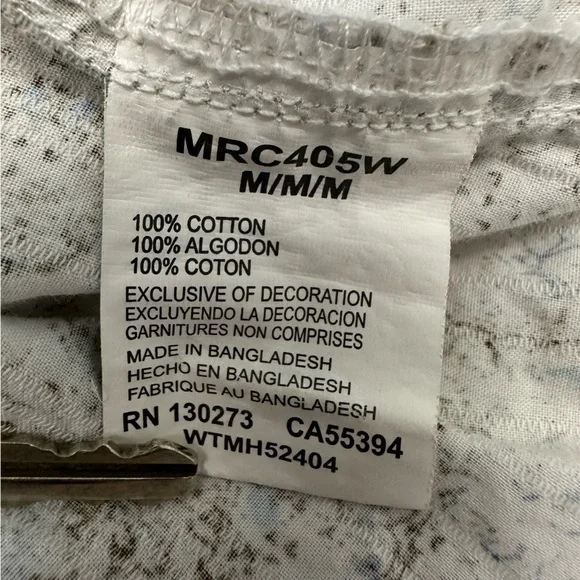 MRC405W
M/M/M
100% COTTON
100% ALGODON
100% COTON
EXCLUSIVE OF DECORATION
EXCLUYENDO LA DECORACION
GARNITURES NON COMPRISES
MADE IN BANGLADESH
HECHO EN BANGLADESH
FABRIQUE AU BANGLADESH
RN 130273 CA55394
WTMH52404